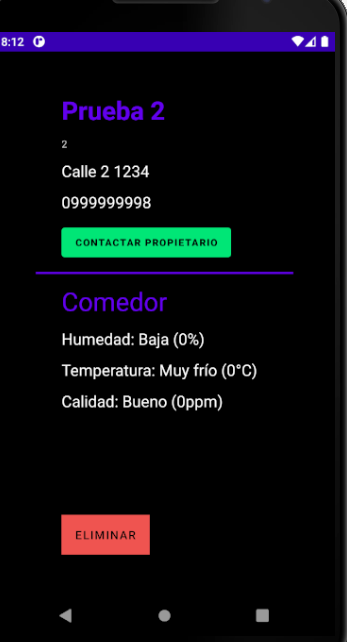 8:12
Prueba 2
2
Calle 2 1234
0999999998
CONTACTAR PROPIETARIO
Comedor
Humedad: Baja (0%)
Temperatura: Muy frío (0°C)
Calidad: Bueno (0ppm)
ELIMINAR